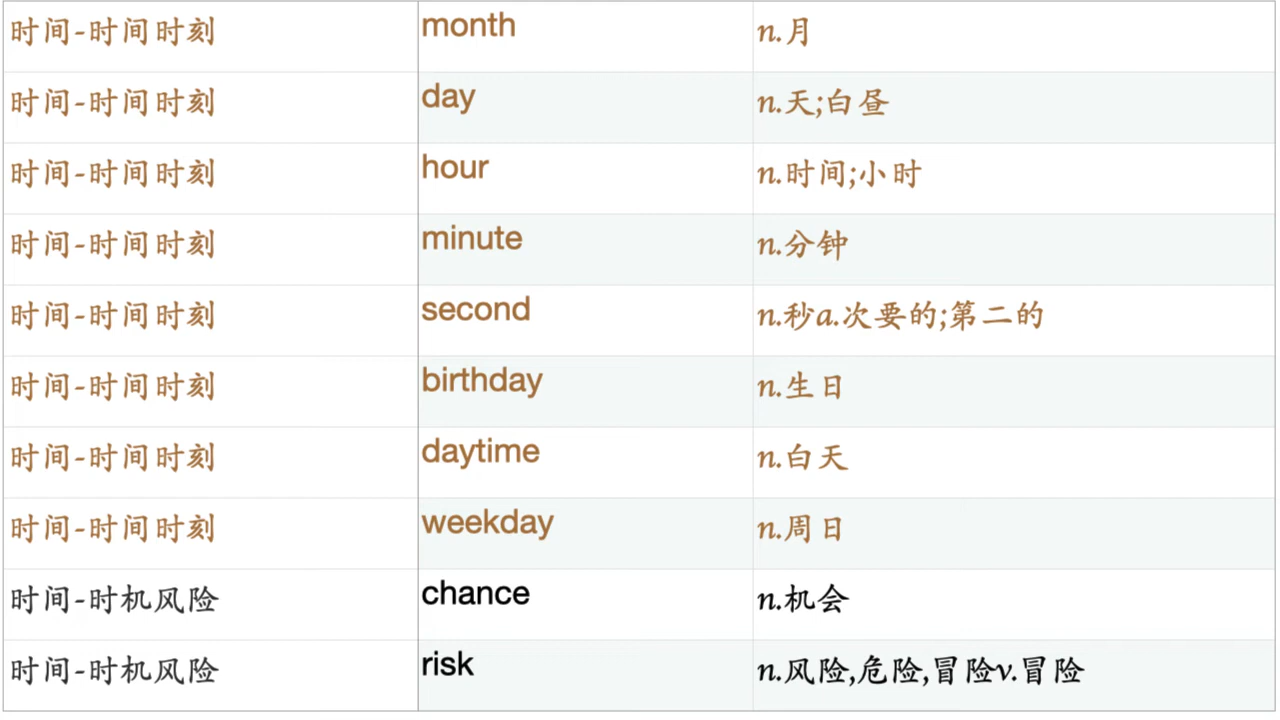 时间-时间时刻 month n.月
时间-时间时刻 day n.天;白昼
时间-时间时刻 hour n.时间;小时
时间-时间时刻 minute n.分钟
时间-时间时刻 second n.秒a.次要的;第二的
时间-时间时刻 birthday n.生日
时间-时间时刻 daytime n.白天
时间-时间时刻 weekday n.周日
时间-时机风险 chance n.机会
时间-时机风险 risk n.风险,危险,冒险v.冒险